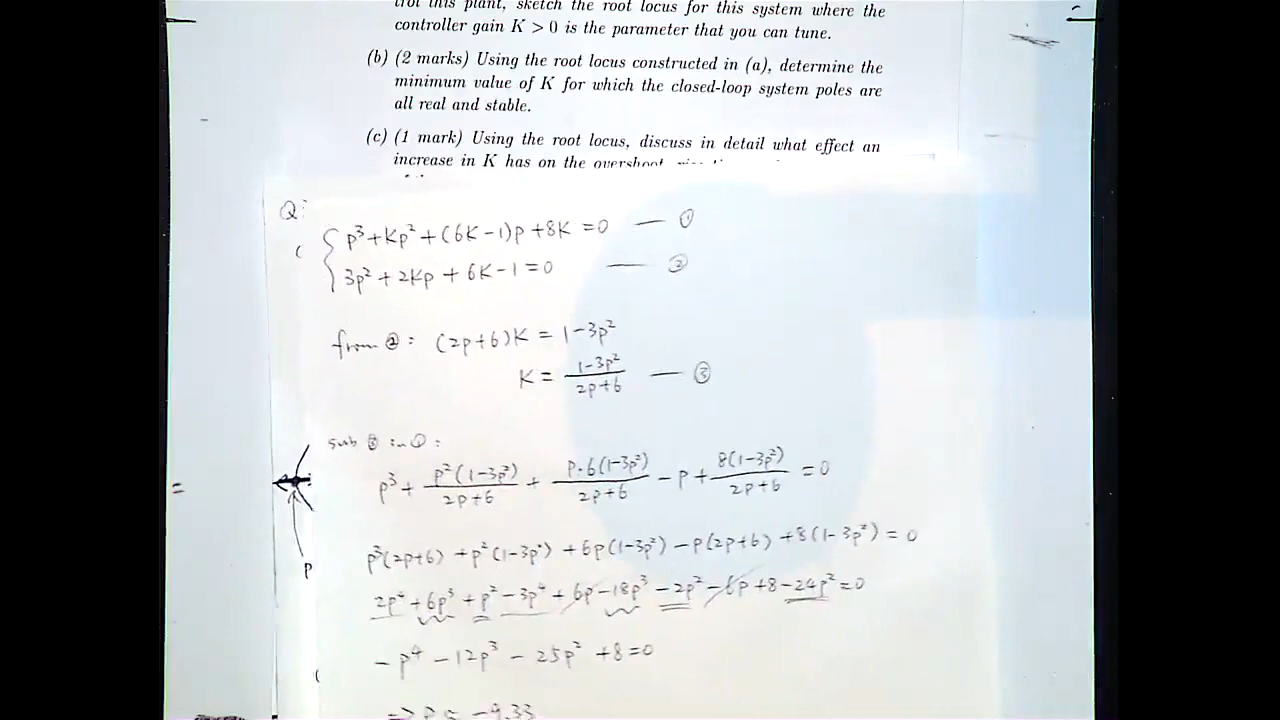 trol this plant, sketch the root locus for this system where the
controller gain K > 0 is the parameter that you can tune.
(b) (2 marks) Using the root locus constructed in (a), determine the
minimum value of K for which the closed-loop system poles are
all real and stable.
(c) (1 mark) Using the root locus, discuss in detail what effect an
increase in K has on the overshoot
Q:
p³+Kp²+(6K-1)p+8K=0 — ①
3p²+2Kp+6K-1=0 — ②
from ②: (2p+6)K = 1-3p²
K = (1-3p²)/(2p+6) — ③
sub ③ in ①:
p³ + p²(1-3p²)/(2p+6) + p·6(1-3p²)/(2p+6) - p + 8(1-3p²)/(2p+6) = 0
p³(2p+6) + p²(1-3p²) + 6p(1-3p²) - p(2p+6) + 8(1-3p²) = 0
P
2p⁴+6p³+p²-3p⁴+6p-18p³-2p²-6p+8-24p²=0
-p⁴-12p³-25p²+8=0
=> p = -9.33